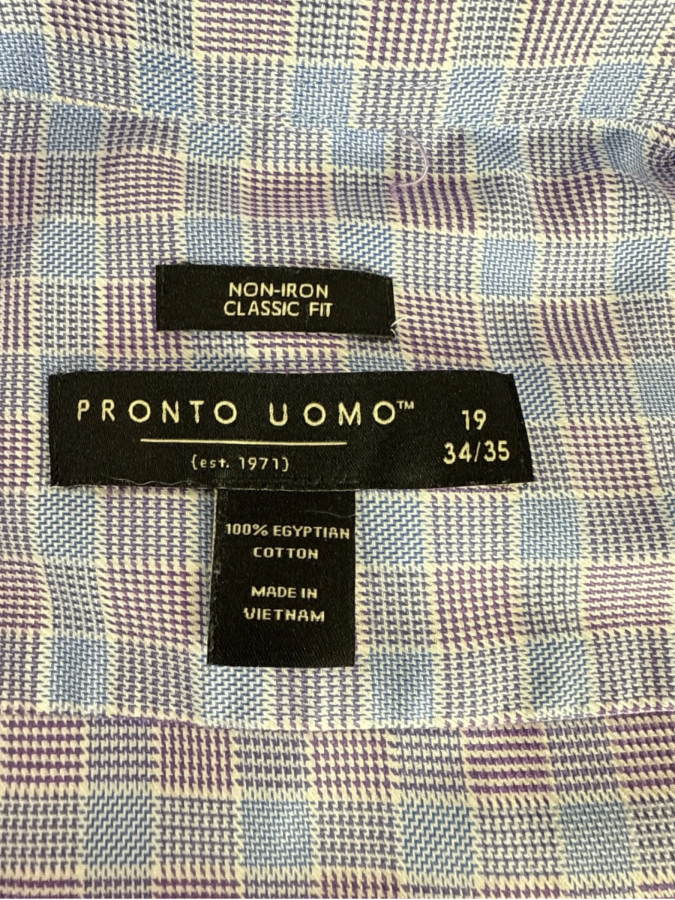 NON-IRON
CLASSIC FIT
PRONTO UOMO™
{est. 1971}
19
34/35
100% EGYPTIAN
COTTON
MADE IN
VIETNAM